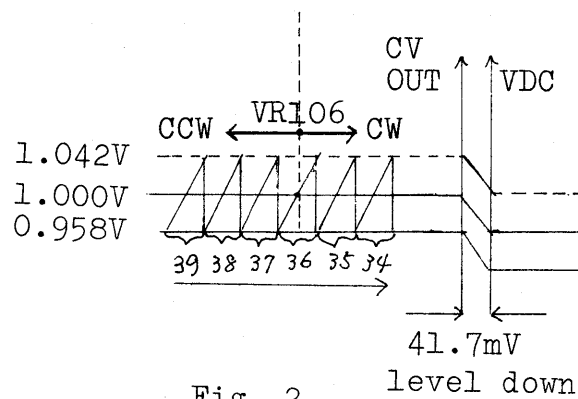 CV
OUT VDC
VR106
CCW CW
1.042V
1.000V
0.958V
39 38 37 36 35 34
41.7mV
level down
Fig. 2